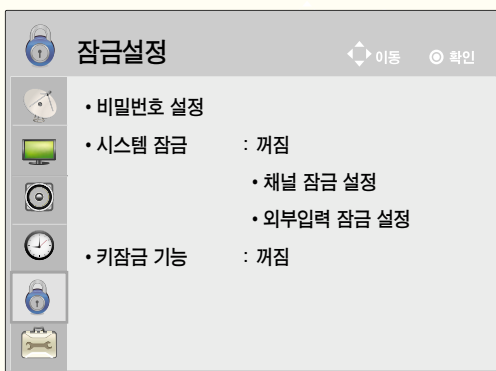 잠금설정 이동 확인
• 비밀번호 설정
• 시스템 잠금 : 꺼짐
• 채널 잠금 설정
• 외부입력 잠금 설정
• 키잠금 기능 : 꺼짐